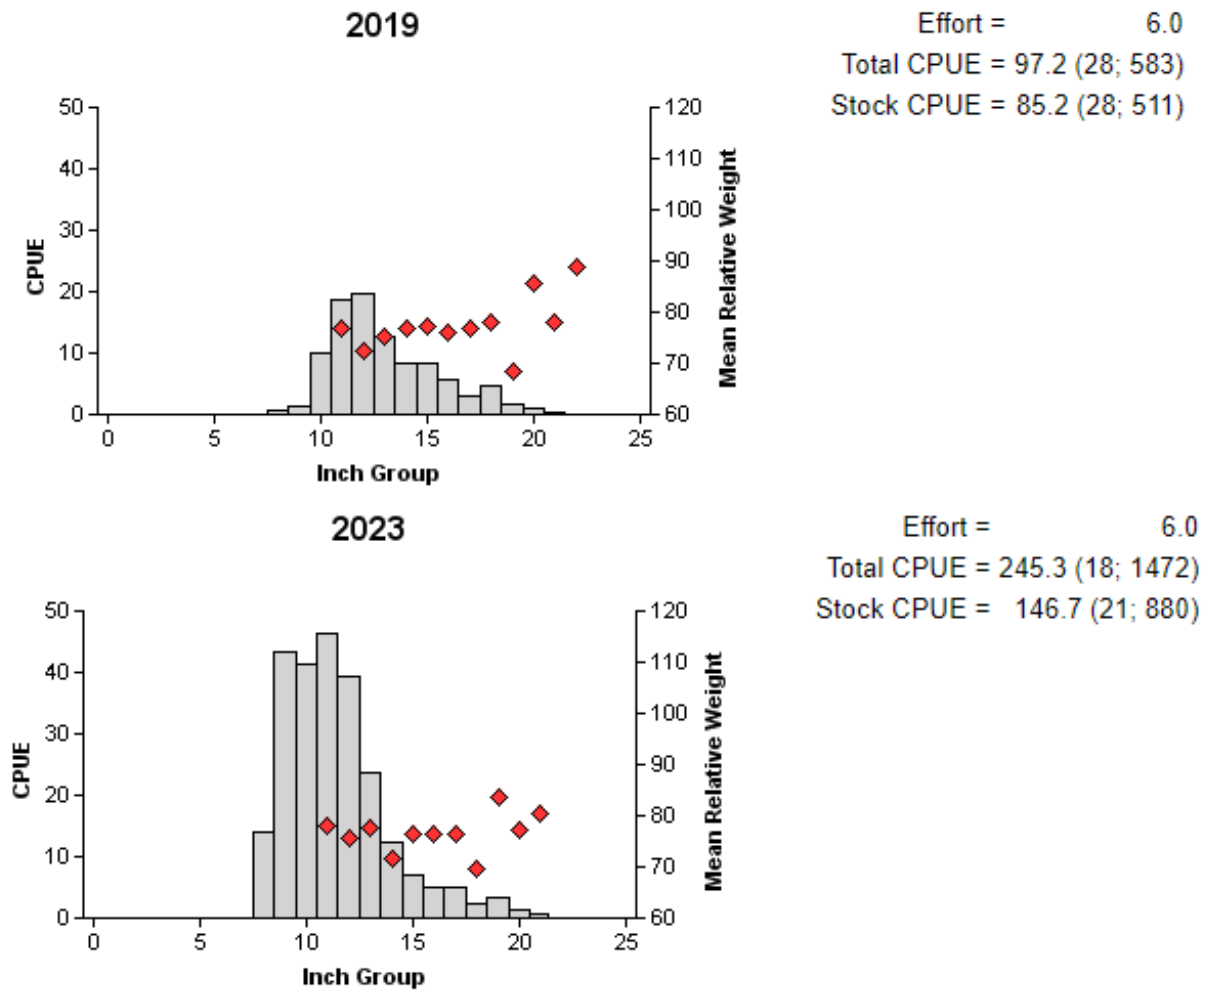 2019
Effort = 6.0
Total CPUE = 97.2 (28; 583)
Stock CPUE = 85.2 (28; 511)
50
40
30
20
10
0
CPUE
120
110
100
90
80
70
60
Mean Relative Weight
0 5 10 15 20 25
Inch Group
2023
Effort = 6.0
Total CPUE = 245.3 (18; 1472)
Stock CPUE = 146.7 (21; 880)
50
40
30
20
10
0
CPUE
120
110
100
90
80
70
60
Mean Relative Weight
0 5 10 15 20 25
Inch Group